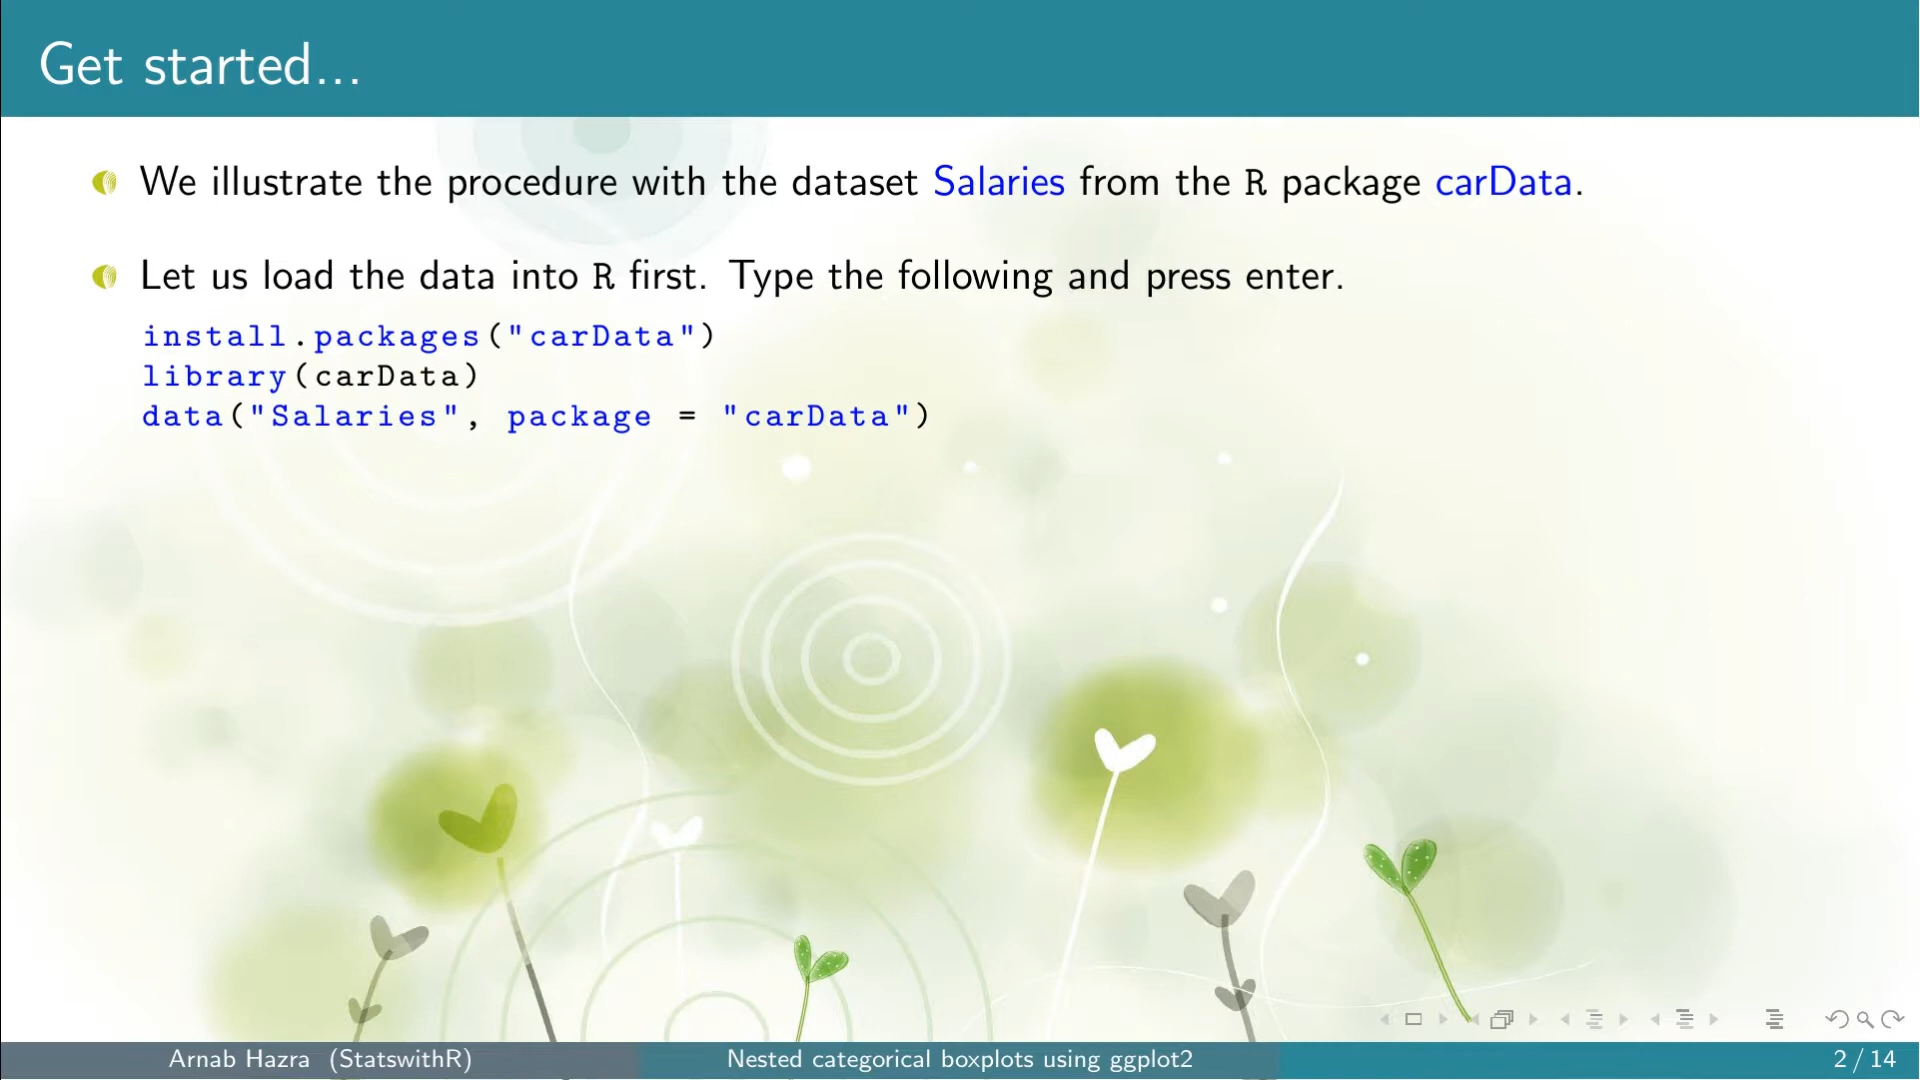 Get started...
We illustrate the procedure with the dataset Salaries from the R package carData.
Let us load the data into R first. Type the following and press enter.
install.packages("carData")
library(carData)
data("Salaries", package = "carData")
Arnab Hazra (StatswithR)
Nested categorical boxplots using ggplot2
2 / 14